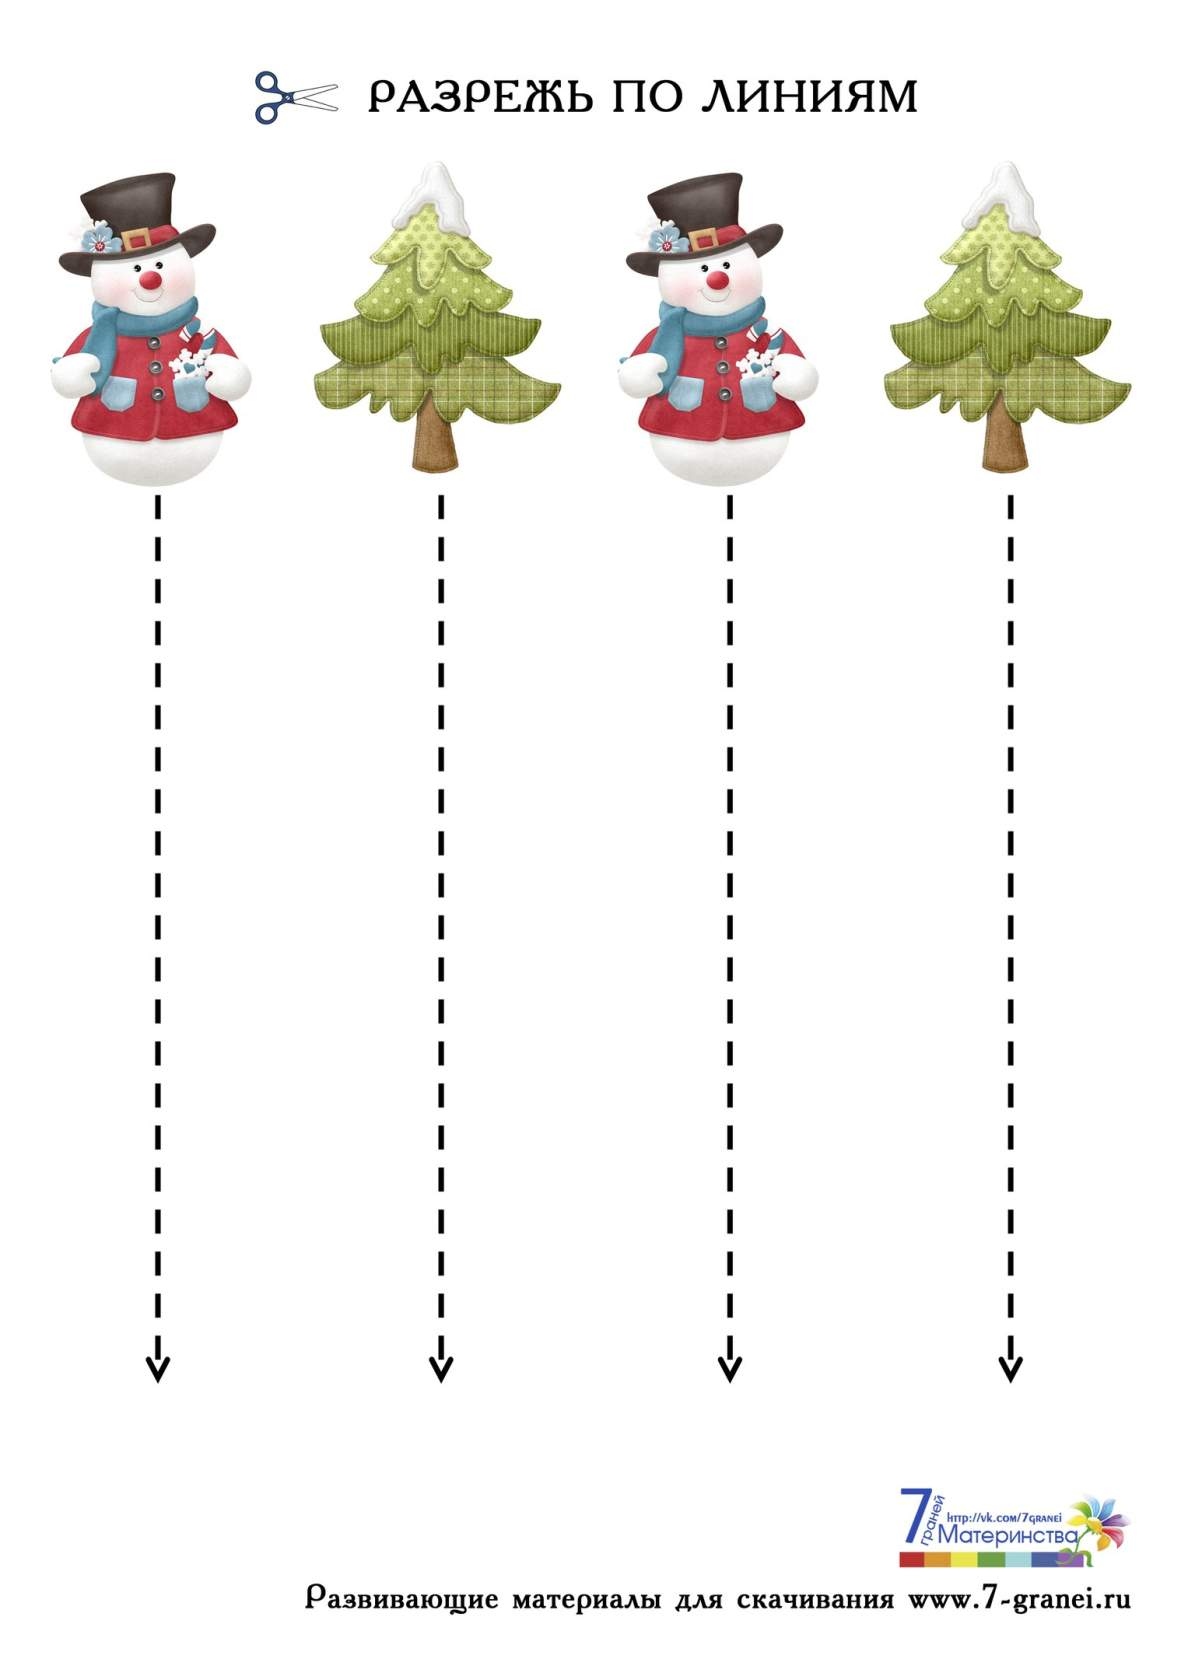 РАЗРЕЖЬ ПО ЛИНИЯМ
7 граней
http://vk.com/7granei
Материнства
Развивающие материалы для скачивания www.7-granei.ru